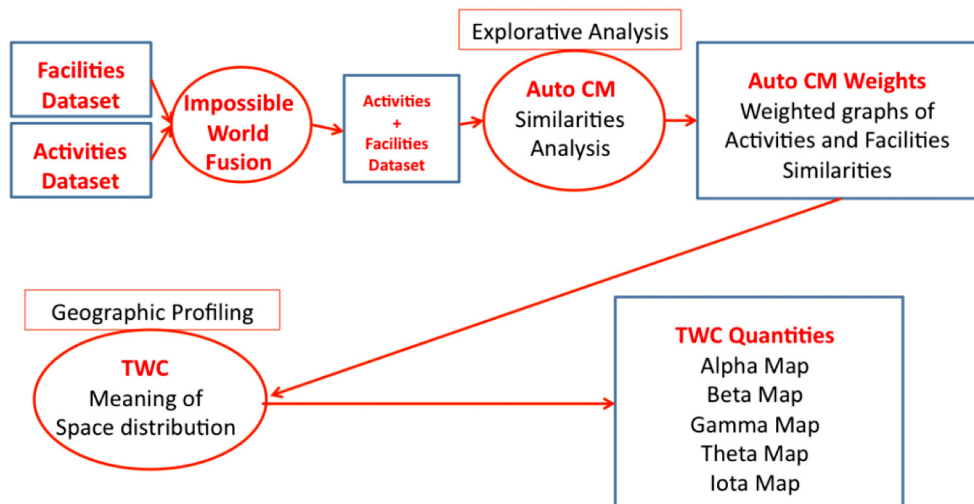 Explorative Analysis
Facilities
Dataset
Activities
Dataset
Impossible
World
Fusion
Activities
+
Facilities
Dataset
Auto CM
Similarities
Analysis
Auto CM Weights
Weighted graphs of
Activities and Facilities
Similarities
Geographic Profiling
TWC
Meaning of
Space distribution
TWC Quantities
Alpha Map
Beta Map
Gamma Map
Theta Map
Iota Map